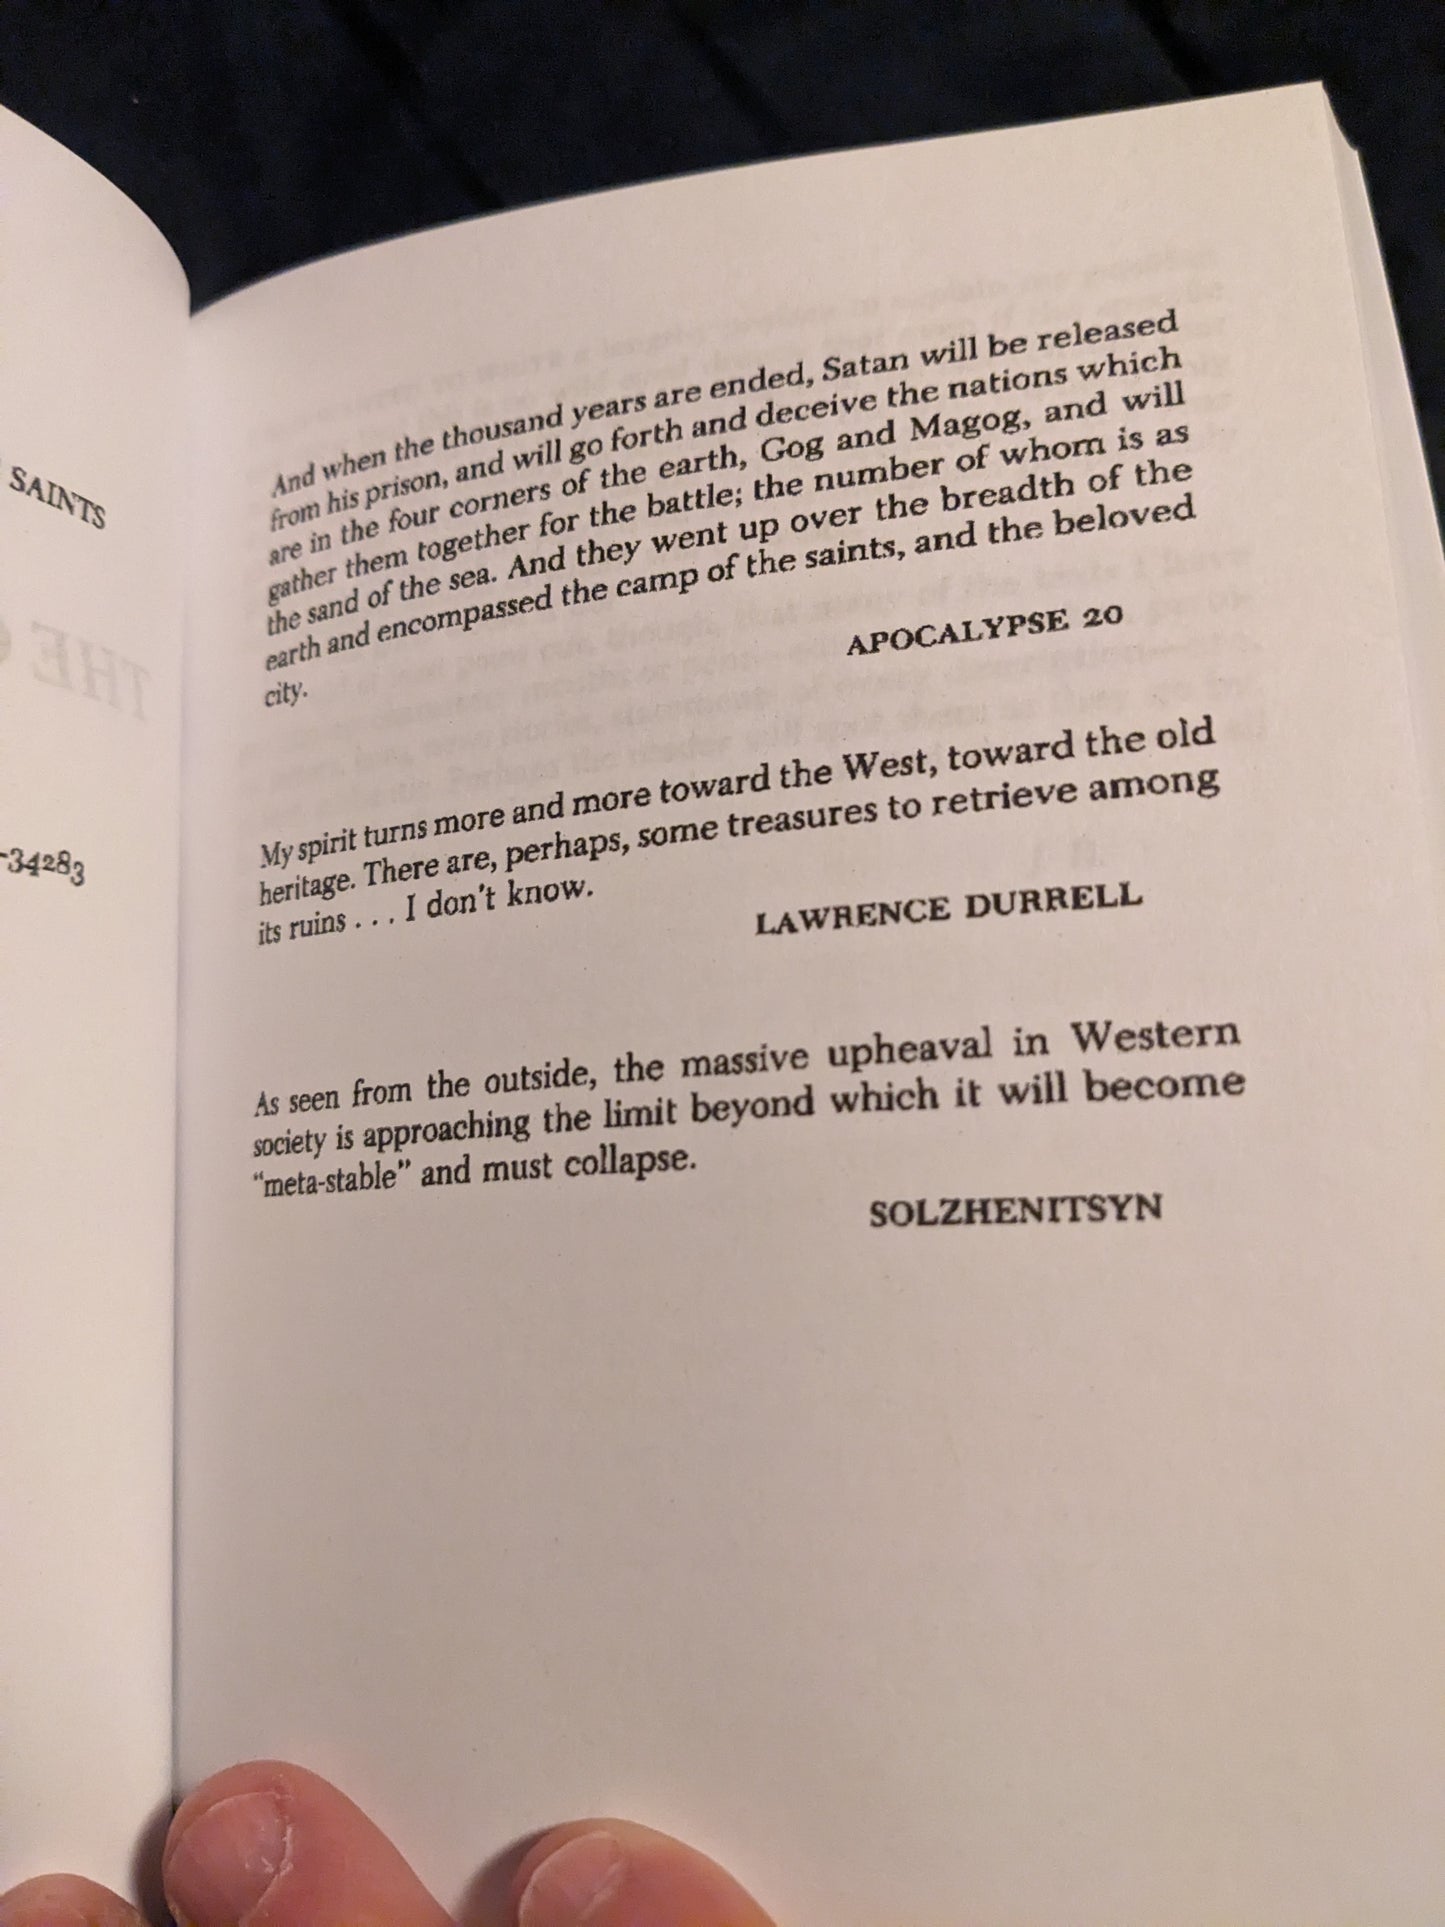 SAINTS
THE
-34283
And when the thousand years are ended, Satan will be released
from his prison, and will go forth and deceive the nations which
are in the four corners of the earth, Gog and Magog, and will
gather them together for the battle; the number of whom is as
the sand of the sea. And they went up over the breadth of the
earth and encompassed the camp of the saints, and the beloved
city.
APOCALYPSE 20
My spirit turns more and more toward the West, toward the old
heritage. There are, perhaps, some treasures to retrieve among
its ruins . . . I don't know.
LAWRENCE DURRELL
As seen from the outside, the massive upheaval in Western
society is approaching the limit beyond which it will become
“meta-stable” and must collapse.
SOLZHENITSYN